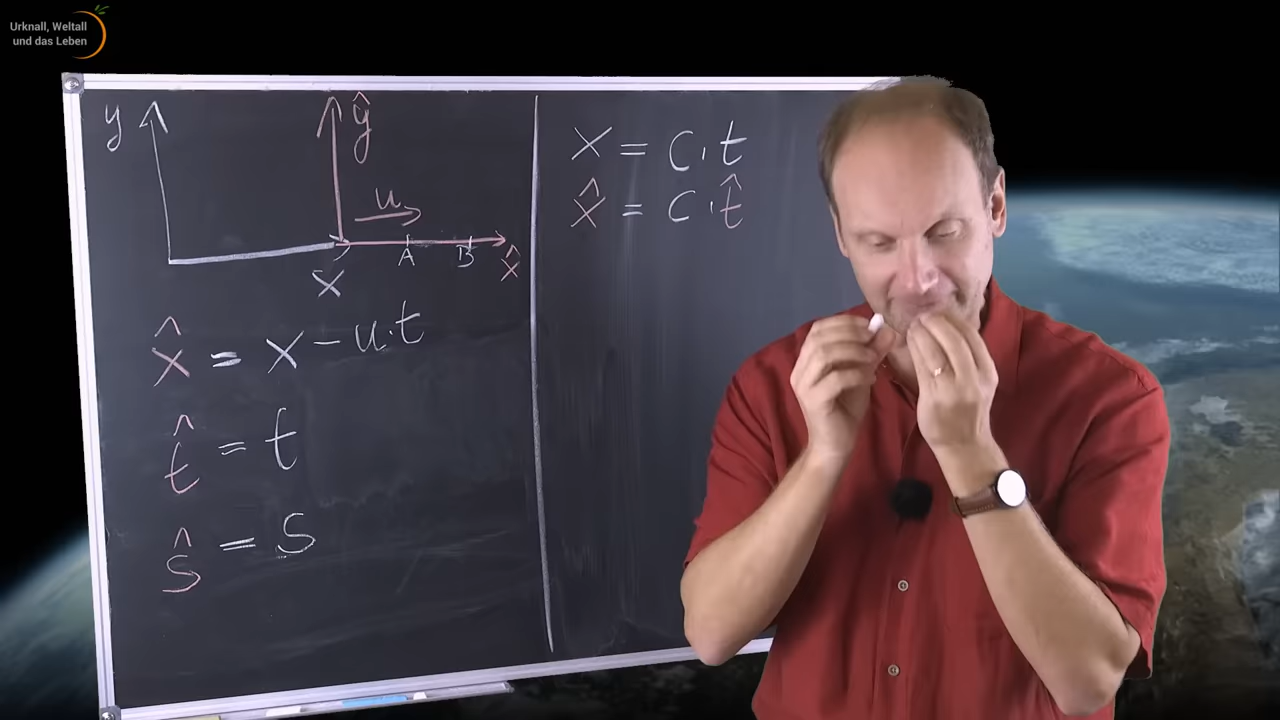 Urknall, Weltall
und das Leben
y
ŷ
u
A
B
x
x̂
x̂ = x - u·t
t̂ = t
ŝ = s
x = c·t
x̂ = c·t̂